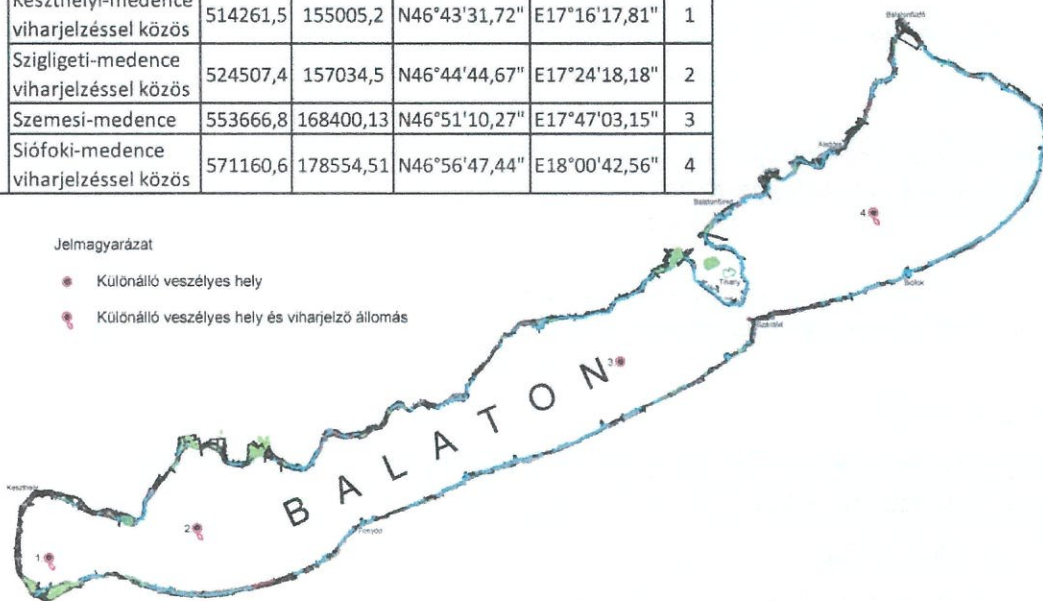 Keszthelyi-medence
viharjelzéssel közös 514261,5 155005,2 N46°43'31,72" E17°16'17,81" 1
Szigligeti-medence
viharjelzéssel közös 524507,4 157034,5 N46°44'44,67" E17°24'18,18" 2
Szemesi-medence 553666,8 168400,13 N46°51'10,27" E17°47'03,15" 3
Siófoki-medence
viharjelzéssel közös 571160,6 178554,51 N46°56'47,44" E18°00'42,56" 4
Jelmagyarázat
Különálló veszélyes hely
Különálló veszélyes hely és viharjelző állomás
Balatonfüred
4
Tihany
Siófok
3
BALATON
Keszthely
2
Fonyód
1